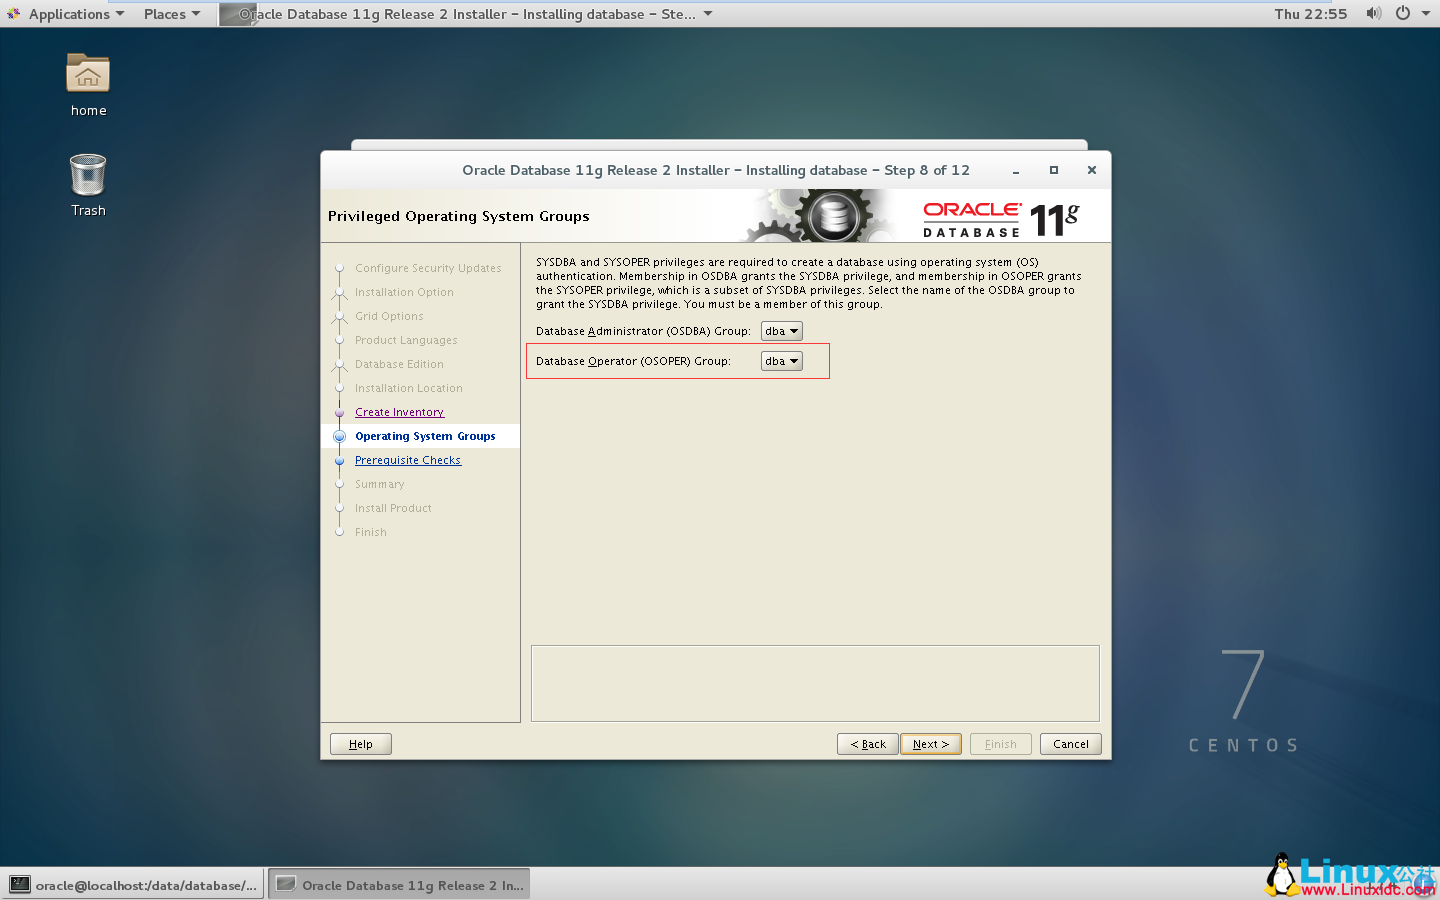 Applications
Places
Oracle Database 11g Release 2 Installer – Installing database – Ste...
Thu 22:55
home
Trash
Oracle Database 11g Release 2 Installer – Installing database – Step 8 of 12
Privileged Operating System Groups
ORACLE
DATABASE
11g
Configure Security Updates
Installation Option
Grid Options
Product Languages
Database Edition
Installation Location
Create Inventory
Operating System Groups
Prerequisite Checks
Summary
Install Product
Finish
SYSDBA and SYSOPER privileges are required to create a database using operating system (OS)
authentication. Membership in OSDBA grants the SYSDBA privilege, and membership in OSOPER grants
the SYSOPER privilege, which is a subset of SYSDBA privileges. Select the name of the OSDBA group to
grant the SYSDBA privilege. You must be a member of this group.
Database Administrator (OSDBA) Group: dba
Database Operator (OSOPER) Group: dba
Help
< Back
Next >
Finish
Cancel
7
CENTOS
oracle@localhost:/data/database/...
Oracle Database 11g Release 2 In...
Linux公社
www.Linuxidc.com